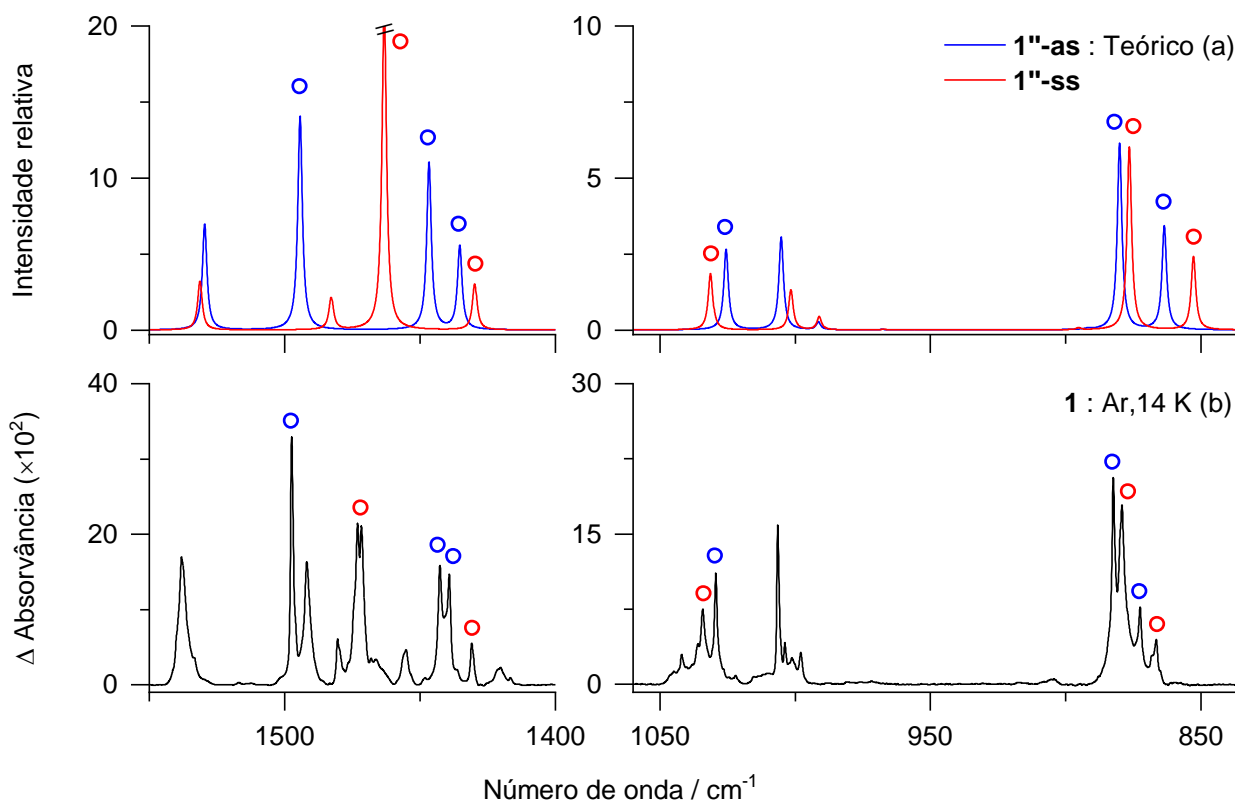 20
10
0
Intensidade relativa
10
5
0
1"-as : Teórico (a)
1"-ss
40
20
0
Δ Absorvância (×10²)
30
15
0
1 : Ar,14 K (b)
1500
1400
1050
950
850
Número de onda / cm⁻¹